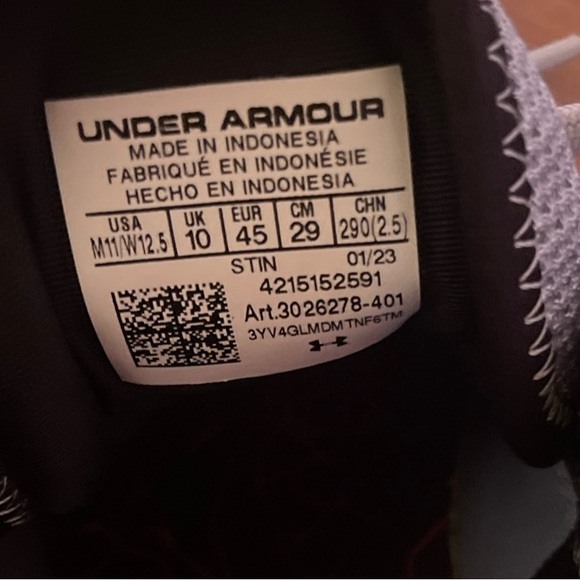 UNDER ARMOUR
MADE IN INDONESIA
FABRIQUÉ EN INDONÉSIE
HECHO EN INDONESIA
USA UK EUR CM CHN
M11/W12.5 10 45 29 290(2.5)
STIN 01/23
4215152591
Art.3026278-401
3YV4GLMDMTNF6TM